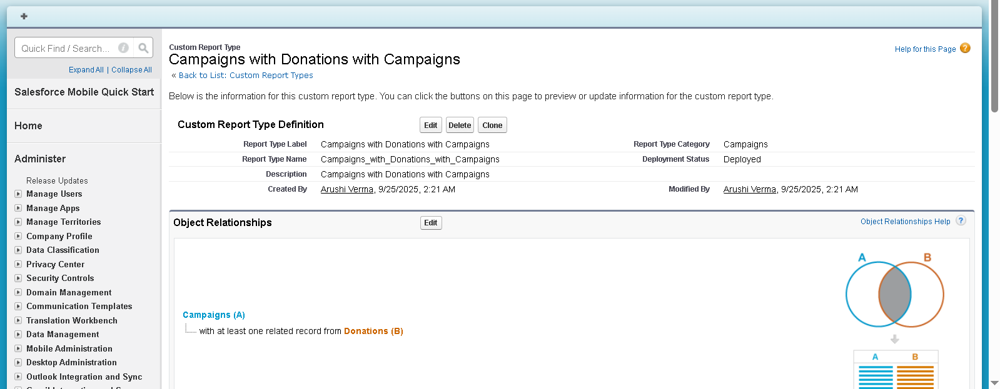 Quick Find / Search...
Expand All | Collapse All
Salesforce Mobile Quick Start
Home
Administer
Release Updates
Manage Users
Manage Apps
Manage Territories
Company Profile
Data Classification
Privacy Center
Security Controls
Domain Management
Communication Templates
Translation Workbench
Data Management
Mobile Administration
Desktop Administration
Outlook Integration and Sync
Custom Report Type
Campaigns with Donations with Campaigns
« Back to List: Custom Report Types
Help for this Page ?
Below is the information for this custom report type. You can click the buttons on this page to preview or update information for the custom report type.
Custom Report Type Definition Edit Delete Clone
Report Type Label Campaigns with Donations with Campaigns Report Type Category Campaigns
Report Type Name Campaigns_with_Donations_with_Campaigns Deployment Status Deployed
Description Campaigns with Donations with Campaigns
Created By Arushi Verma, 9/25/2025, 2:21 AM Modified By Arushi Verma, 9/25/2025, 2:21 AM
Object Relationships Edit Object Relationships Help ?
A B
Campaigns (A)
with at least one related record from Donations (B)
A B